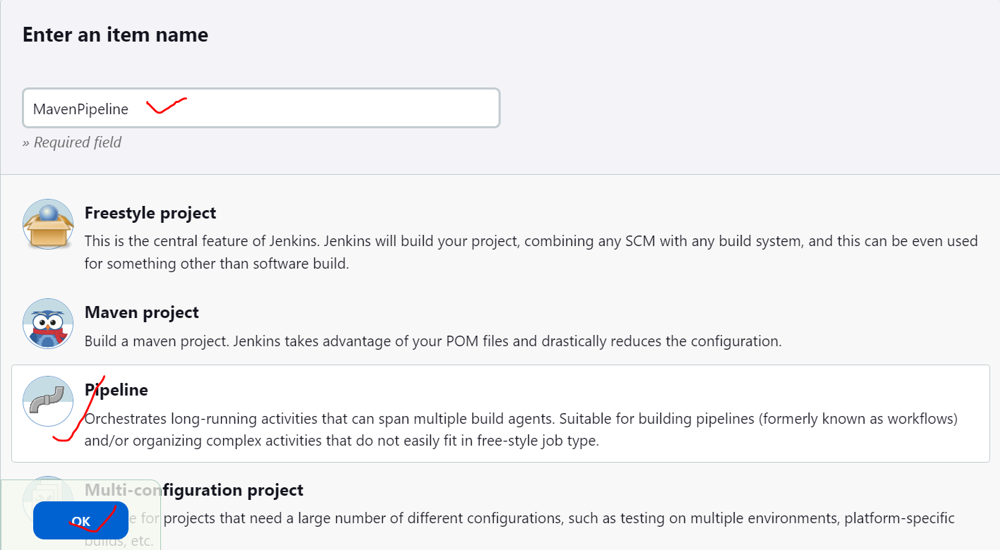 Enter an item name
MavenPipeline
» Required field
Freestyle project
This is the central feature of Jenkins. Jenkins will build your project, combining any SCM with any build system, and this can be even used
for something other than software build.
Maven project
Build a maven project. Jenkins takes advantage of your POM files and drastically reduces the configuration.
Pipeline
Orchestrates long-running activities that can span multiple build agents. Suitable for building pipelines (formerly known as workflows)
and/or organizing complex activities that do not easily fit in free-style job type.
Multi-configuration project
OK
for projects that need a large number of different configurations, such as testing on multiple environments, platform-specific
builds, etc.